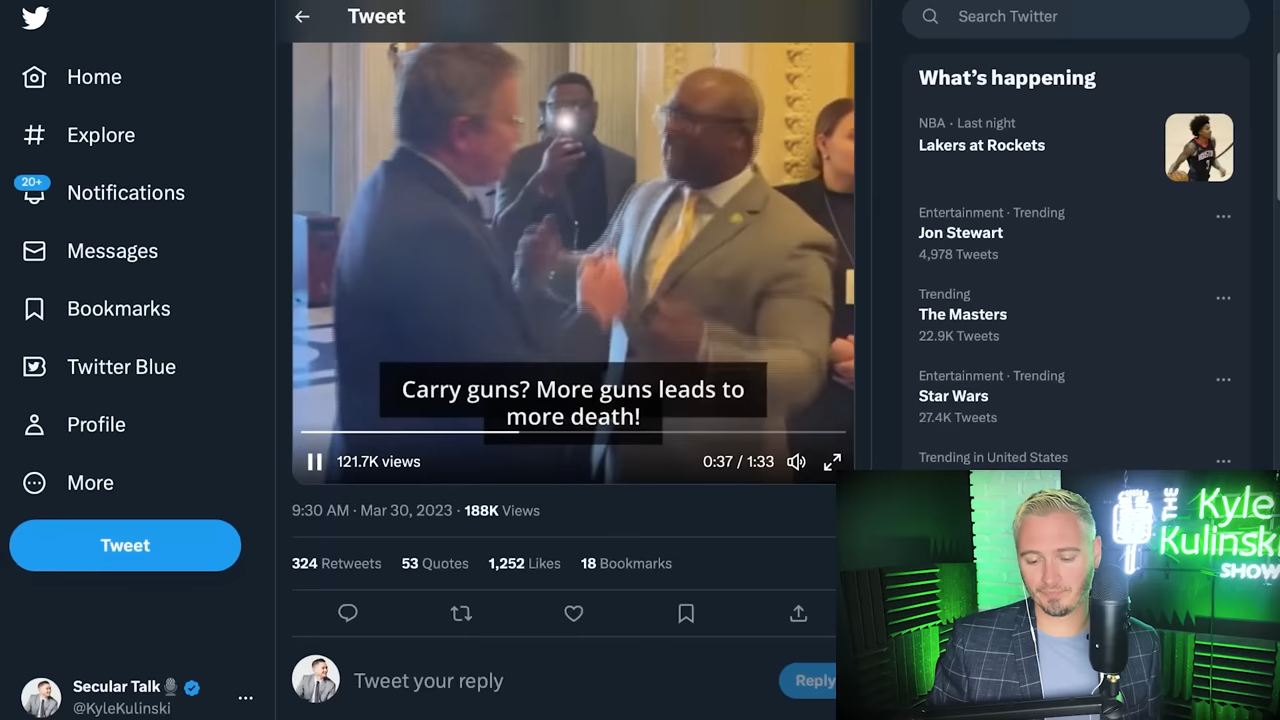 Home
Explore
20+
Notifications
Messages
Bookmarks
Twitter Blue
Profile
More
Tweet
Secular Talk
@KyleKulinski
Tweet
Carry guns? More guns leads to
more death!
121.7K views
0:37 / 1:33
9:30 AM · Mar 30, 2023 · 188K Views
324 Retweets 53 Quotes 1,252 Likes 18 Bookmarks
Tweet your reply
Reply
Search Twitter
What's happening
NBA · Last night
Lakers at Rockets
Entertainment · Trending
Jon Stewart
4,978 Tweets
Trending
The Masters
22.9K Tweets
Entertainment · Trending
Star Wars
27.4K Tweets
Trending in United States
THE
Kyle
Kulinski
SHOW